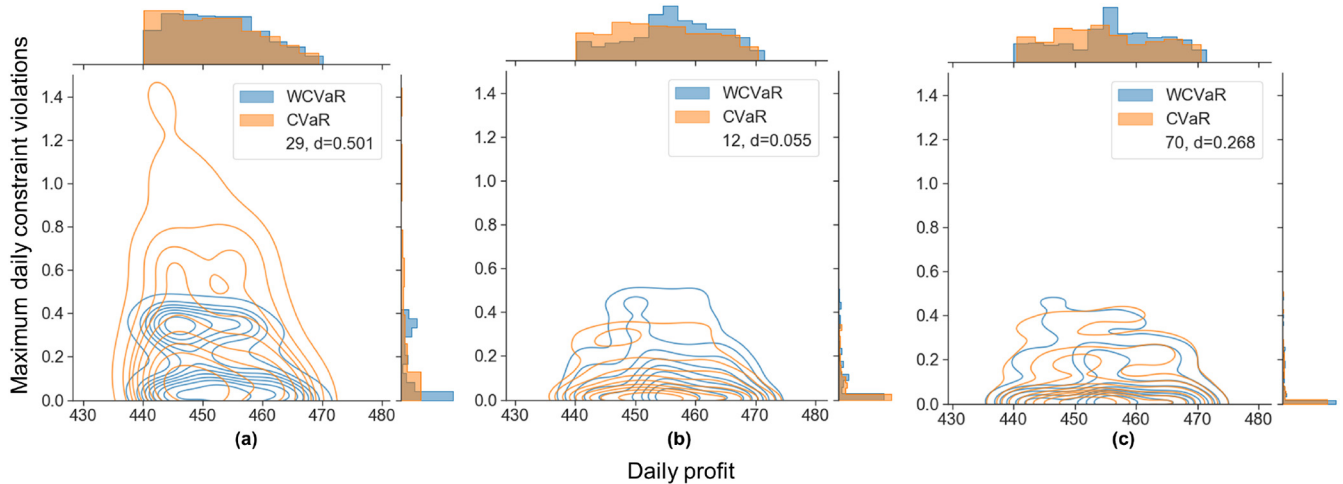 Maximum daily constraint violations
1.4
1.2
1.0
0.8
0.6
0.4
0.2
0.0
430 440 450 460 470 480
WCVaR
CVaR
29, d=0.501
(a)
1.4
1.2
1.0
0.8
0.6
0.4
0.2
0.0
430 440 450 460 470 480
WCVaR
CVaR
12, d=0.055
(b)
1.4
1.2
1.0
0.8
0.6
0.4
0.2
0.0
430 440 450 460 470 480
WCVaR
CVaR
70, d=0.268
(c)
Daily profit